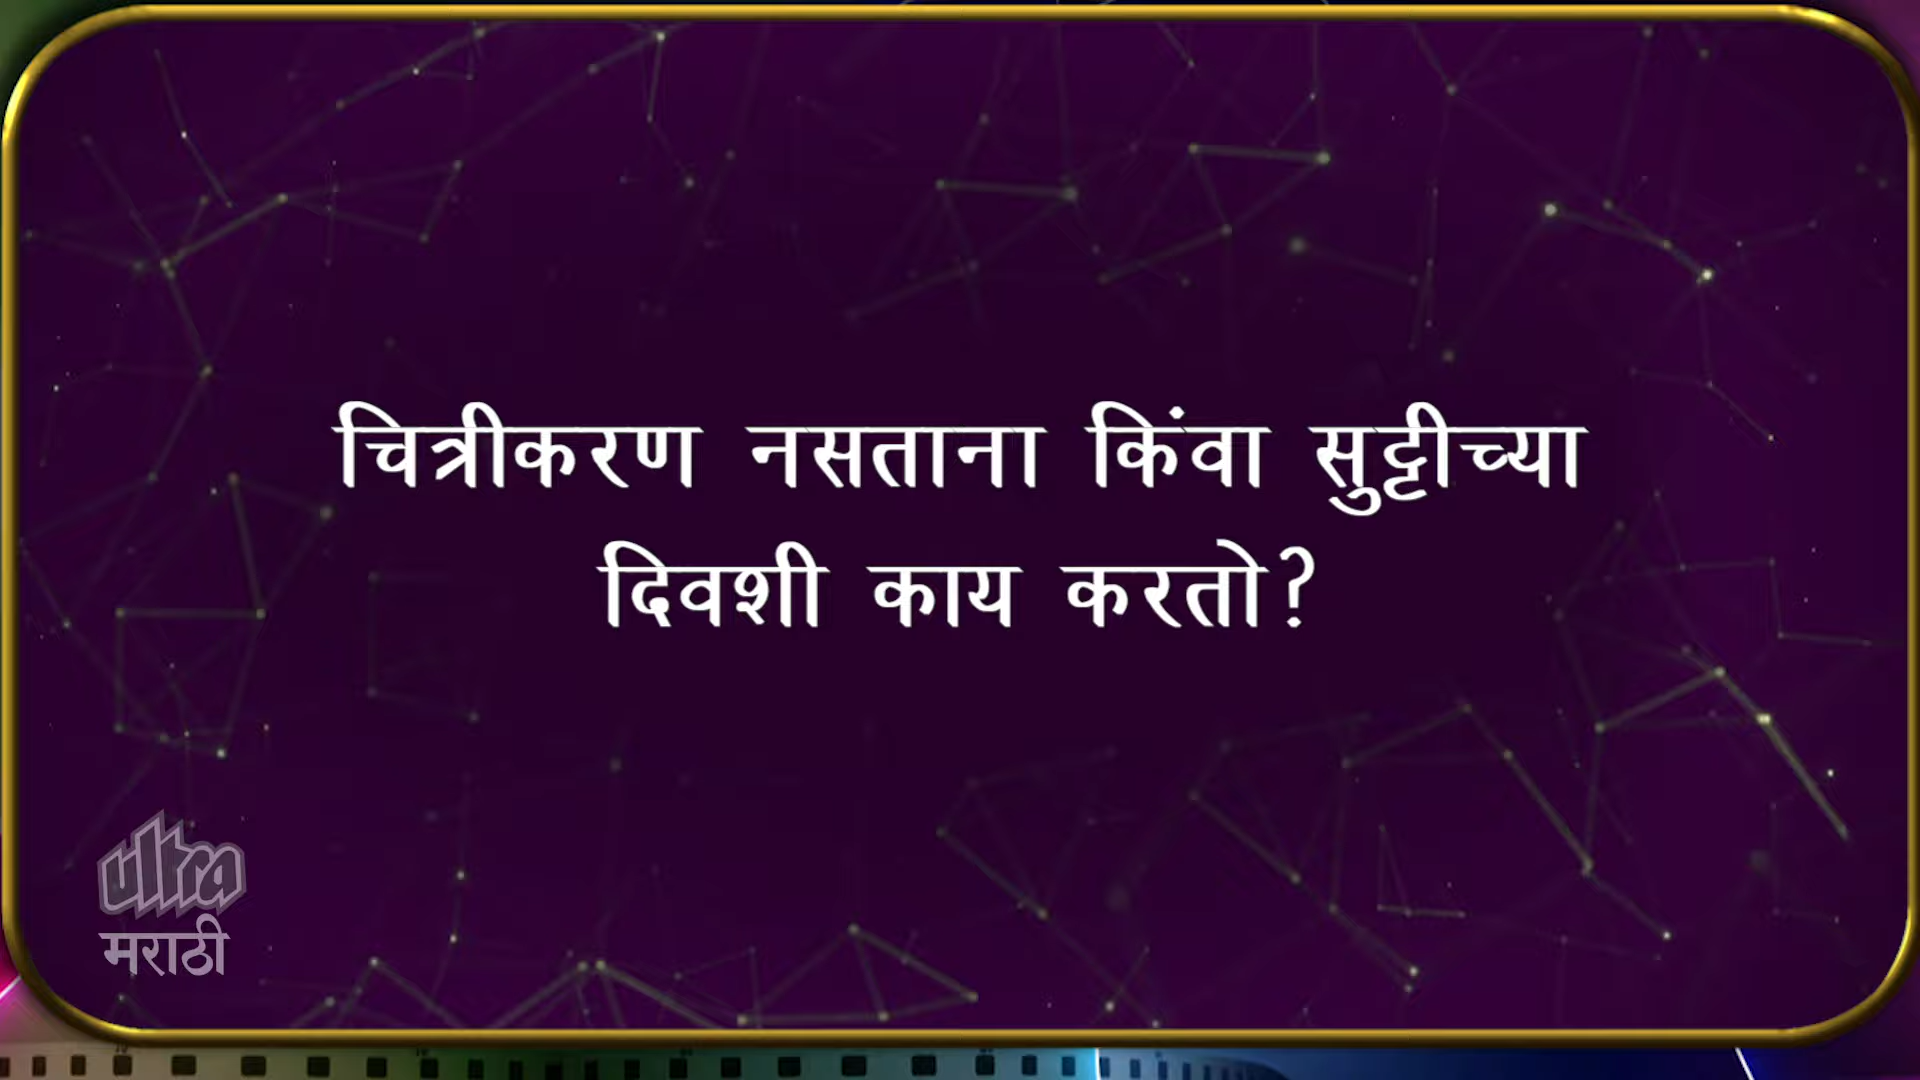 चित्रीकरण नसताना किंवा सुट्टीच्या
दिवशी काय करतो?
ultra
मराठी